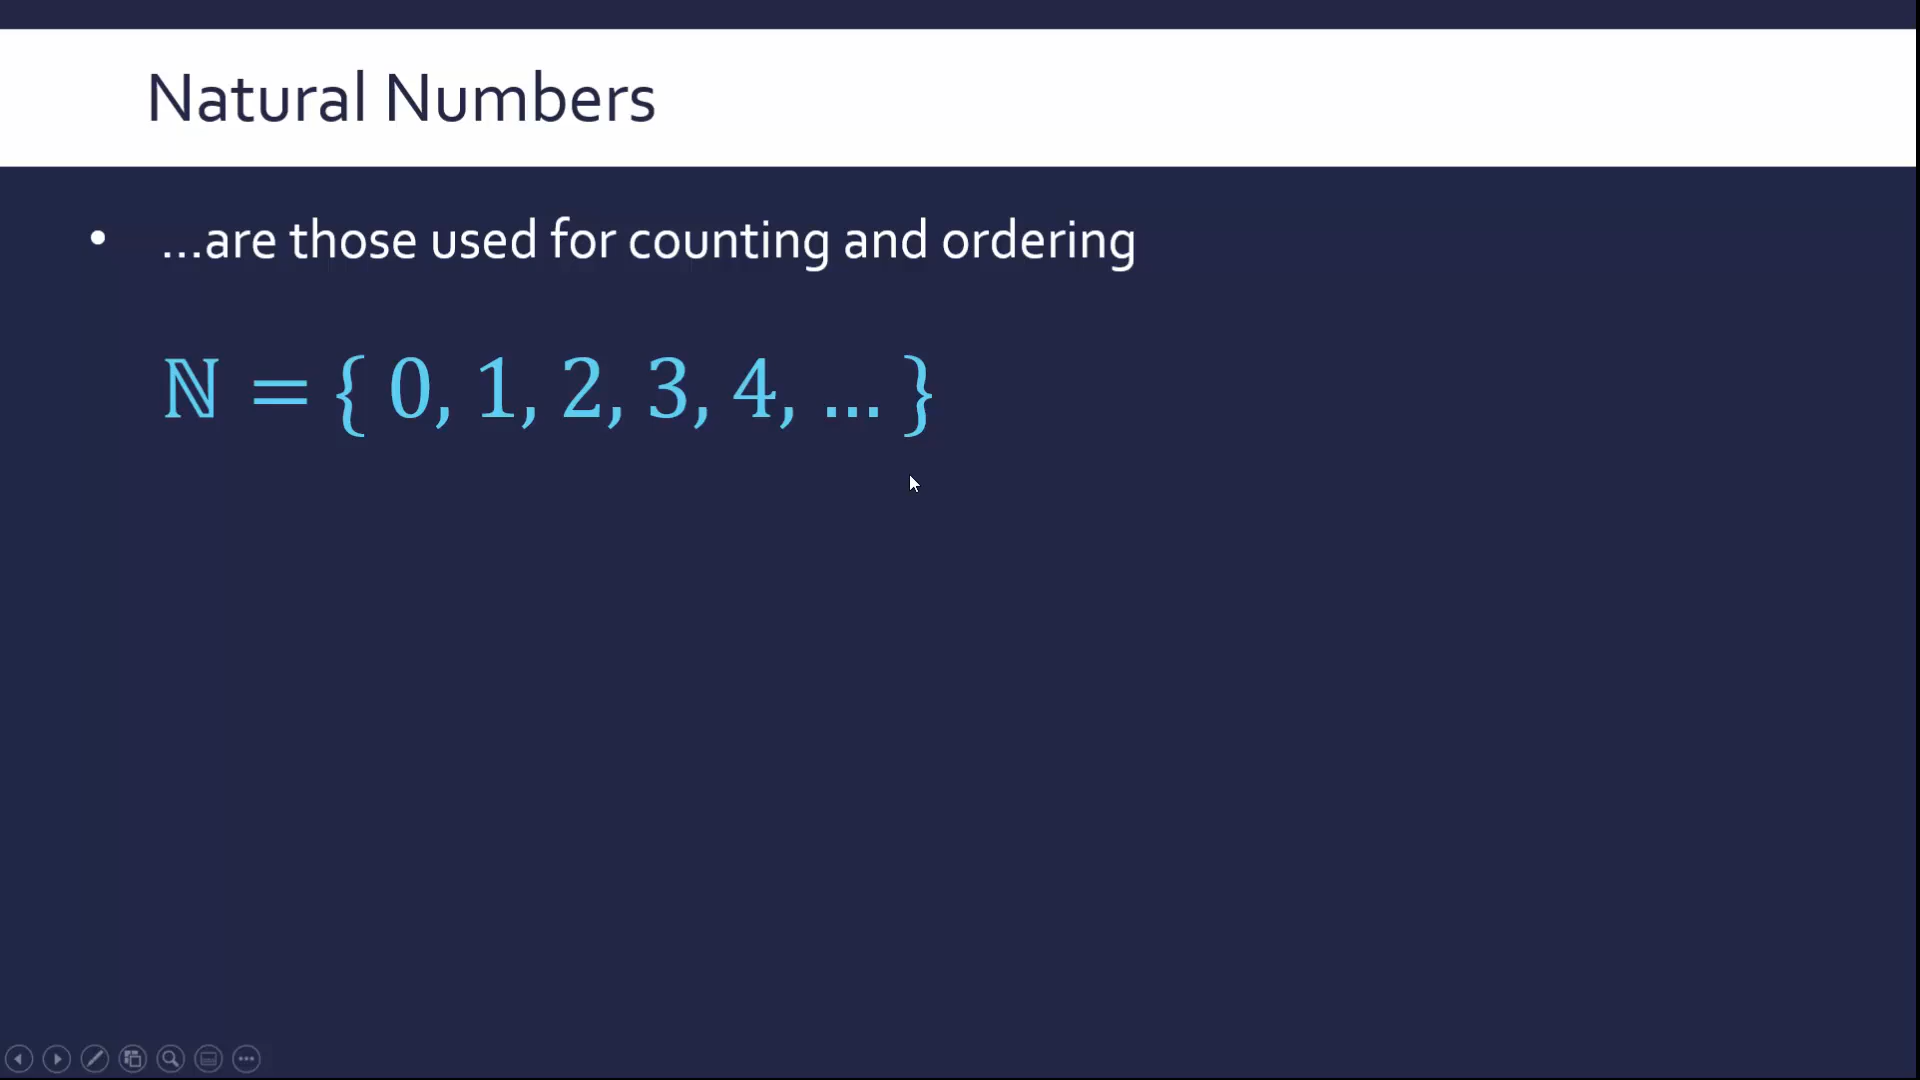 Natural Numbers
• ...are those used for counting and ordering
ℕ = { 0, 1, 2, 3, 4, ... }